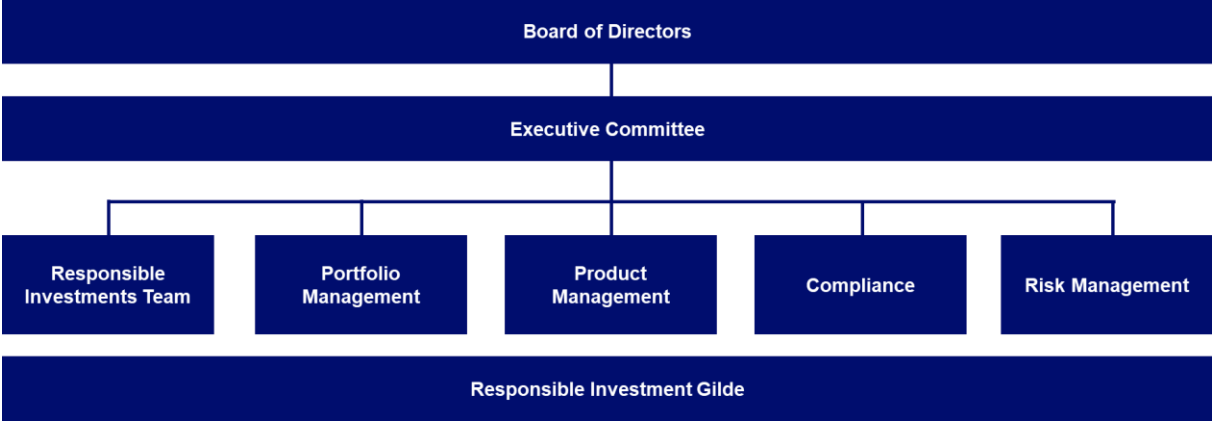 Board of Directors
Executive Committee
Responsible
Investments Team
Portfolio
Management
Product
Management
Compliance
Risk Management
Responsible Investment Gilde